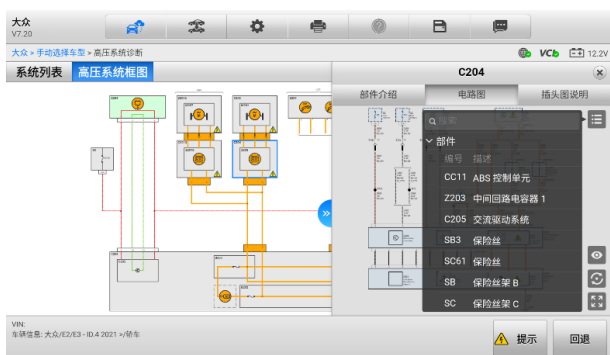 大众
V7.20
大众 > 手动选择车型 > 高压系统诊断
VCI
12.2V
系统列表
高压系统框图
C204
部件介绍
电路图
插头图说明
搜索
部件
编号 描述
CC11 ABS 控制单元
Z203 中间回路电容器 1
C205 交流驱动系统
SB3 保险丝
SC61 保险丝
SB 保险丝架 B
SC 保险丝架 C
VIN:
车辆信息: 大众/E2/E3 - ID.4 2021 >/轿车
提示
回退